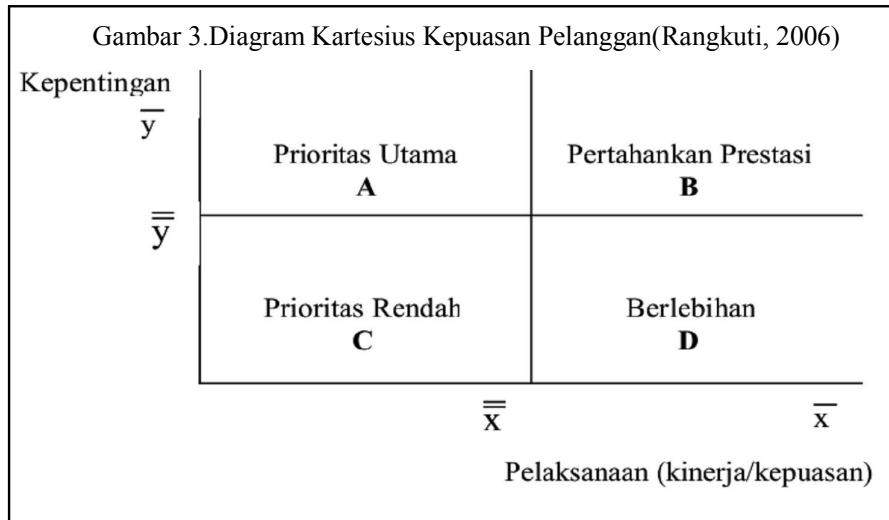 Gambar 3.Diagram Kartesius Kepuasan Pelanggan(Rangkuti, 2006)
Kepentingan
y̅
Prioritas Utama
A
Pertahankan Prestasi
B
y̿
Prioritas Rendah
C
Berlebihan
D
x̿
x̅
Pelaksanaan (kinerja/kepuasan)